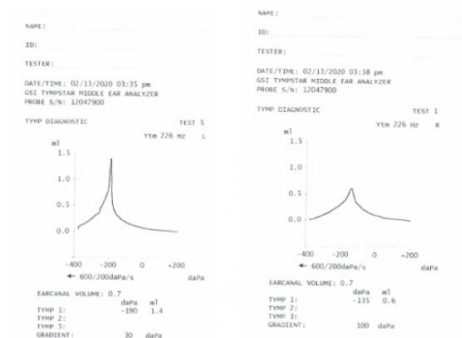 NAME:
ID:
TESTER:
DATE/TIME: 02/13/2020 03:35 pm
GSI TYMPSTAR MIDDLE EAR ANALYZER
PROBE S/N: 12047900
TYMP DIAGNOSTIC TEST 5
Ytm 226 Hz L
ml
1.5
1.0
0.5
0.0
-400 -200 0 +200
← 600/200daPa/s daPa
EARCANAL VOLUME: 0.7
daPa ml
TYMP 1: -190 1.4
TYMP 2:
TYMP 3:
GRADIENT: 30 daPa
NAME:
ID:
TESTER:
DATE/TIME: 02/13/2020 03:38 pm
GSI TYMPSTAR MIDDLE EAR ANALYZER
PROBE S/N: 12047900
TYMP DIAGNOSTIC TEST 1
Ytm 226 Hz R
ml
1.5
1.0
0.5
0.0
-400 -200 0 +200
← 600/200daPa/s daPa
EARCANAL VOLUME: 0.7
daPa ml
TYMP 1: -135 0.6
TYMP 2:
TYMP 3:
GRADIENT: 100 daPa